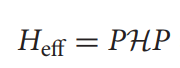 H_eff = PℋP